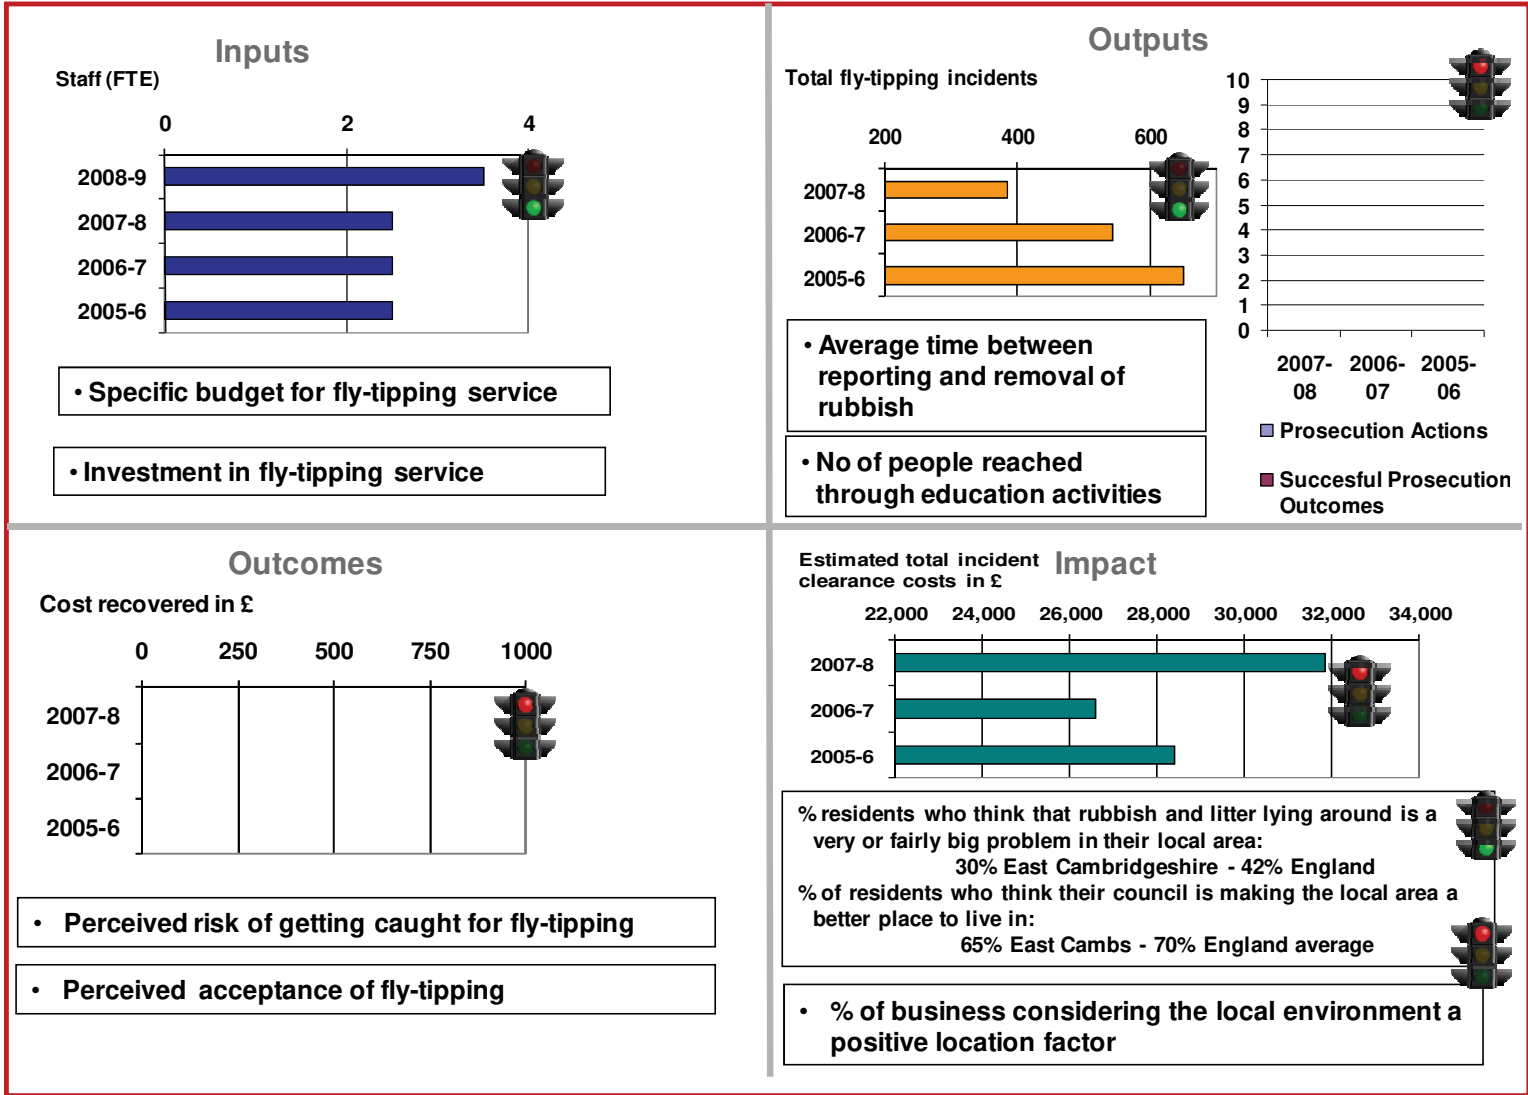 Inputs
Staff (FTE)
0 2 4
2008-9
2007-8
2006-7
2005-6
• Specific budget for fly-tipping service
• Investment in fly-tipping service
Outputs
Total fly-tipping incidents
200 400 600
2007-8
2006-7
2005-6
• Average time between
reporting and removal of
rubbish
• No of people reached
through education activities
10
9
8
7
6
5
4
3
2
1
0
2007- 2006- 2005-
08 07 06
Prosecution Actions
Succesful Prosecution
Outcomes
Outcomes
Cost recovered in £
0 250 500 750 1000
2007-8
2006-7
2005-6
• Perceived risk of getting caught for fly-tipping
• Perceived acceptance of fly-tipping
Impact
Estimated total incident
clearance costs in £
22,000 24,000 26,000 28,000 30,000 32,000 34,000
2007-8
2006-7
2005-6
% residents who think that rubbish and litter lying around is a
very or fairly big problem in their local area:
30% East Cambridgeshire - 42% England
% of residents who think their council is making the local area a
better place to live in:
65% East Cambs - 70% England average
• % of business considering the local environment a
positive location factor